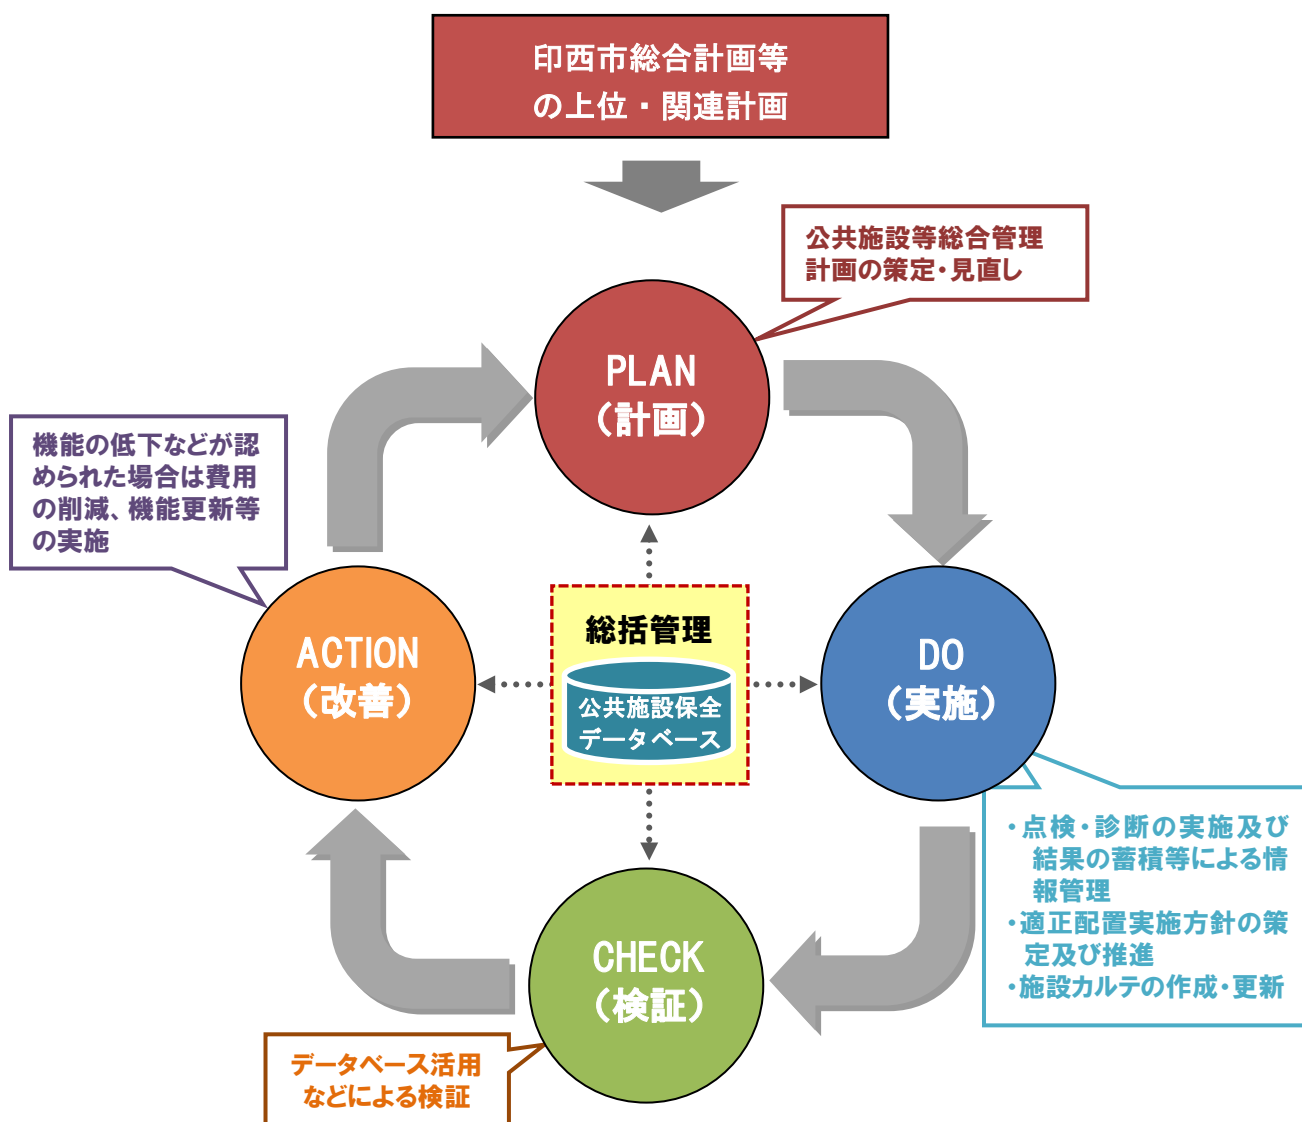 印西市総合計画等
の上位・関連計画
公共施設等総合管理
計画の策定・見直し
PLAN
（計画）
機能の低下などが認
められた場合は費用
の削減、機能更新等
の実施
総括管理
公共施設保全
データベース
ACTION
（改善）
DO
（実施）
・点検・診断の実施及び
結果の蓄積等による情
報管理
・適正配置実施方針の策
定及び推進
・施設カルテの作成・更新
CHECK
（検証）
データベース活用
などによる検証